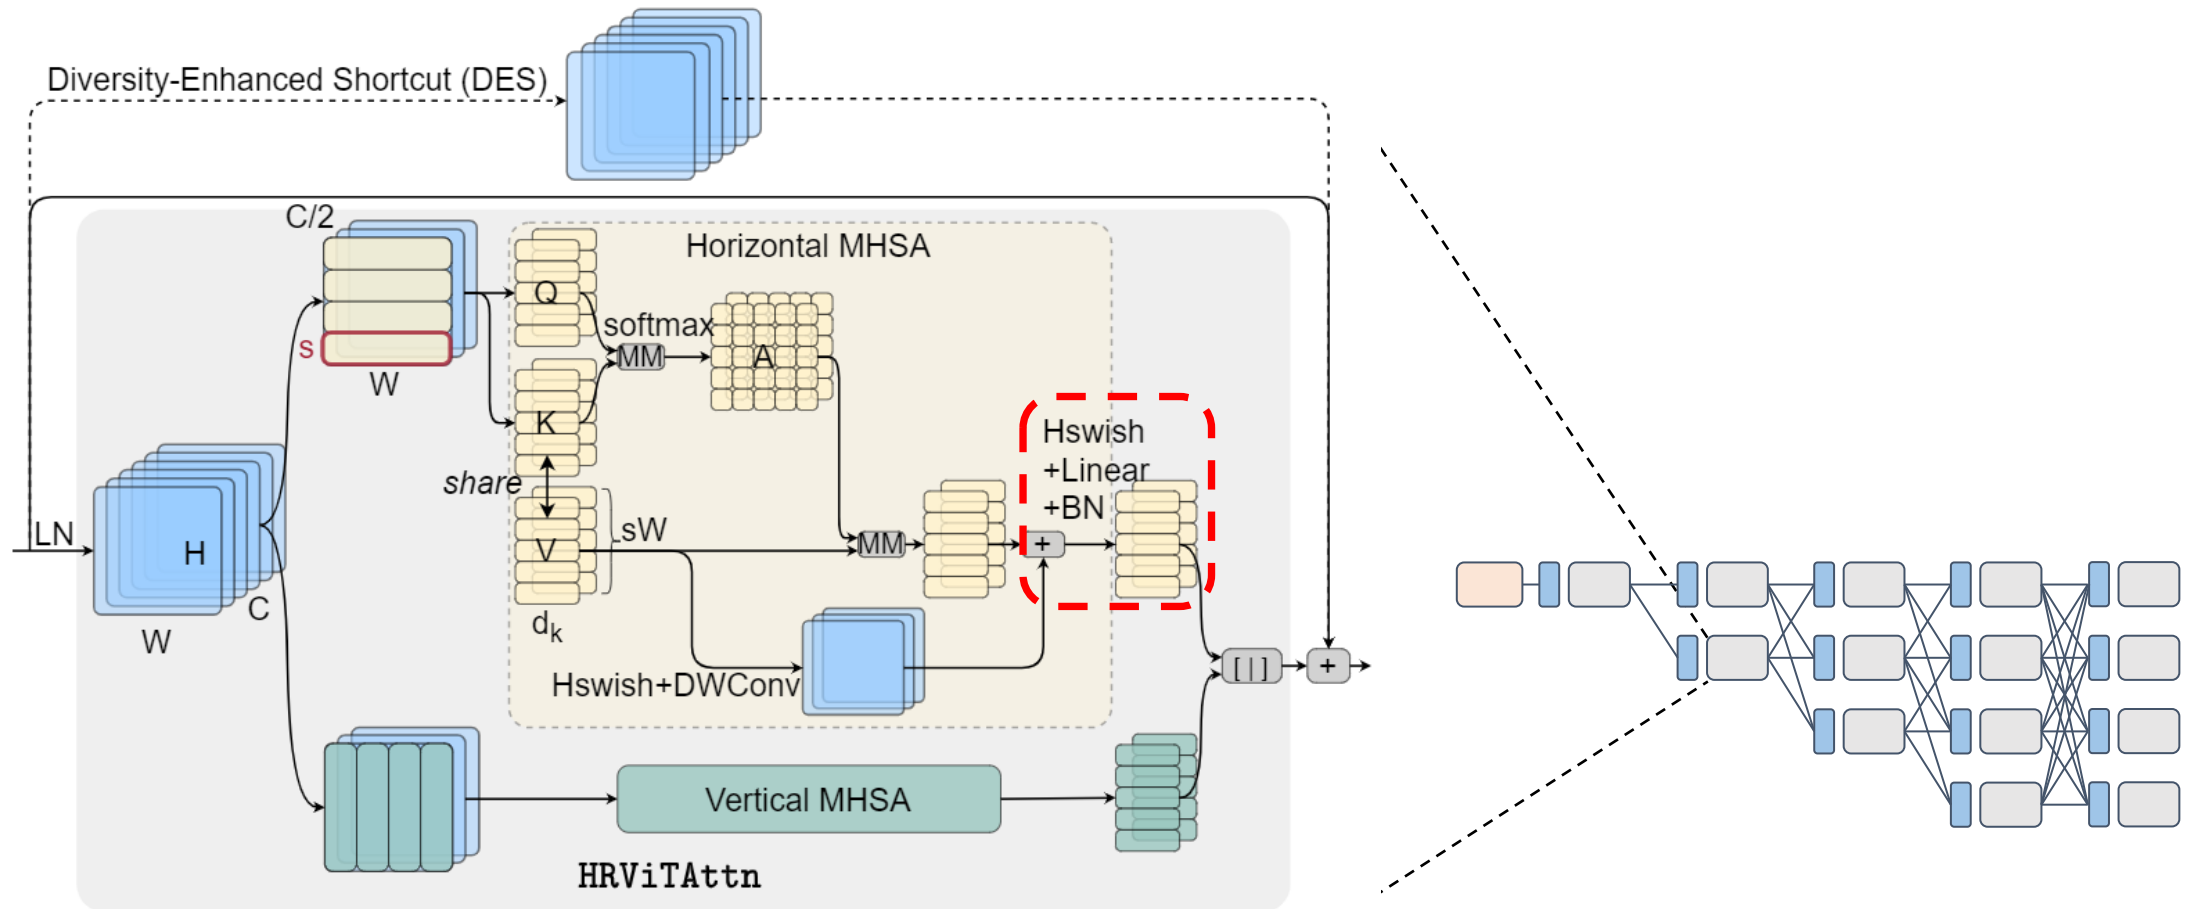 Diversity-Enhanced Shortcut (DES)
C/2
Horizontal MHSA
Q
softmax
s
MM
A
W
K
Hswish
+Linear
+BN
share
LN
H
V
sW
MM
+
C
d_k
W
Hswish+DWConv
[ | ]
+
Vertical MHSA
HRViTAttn